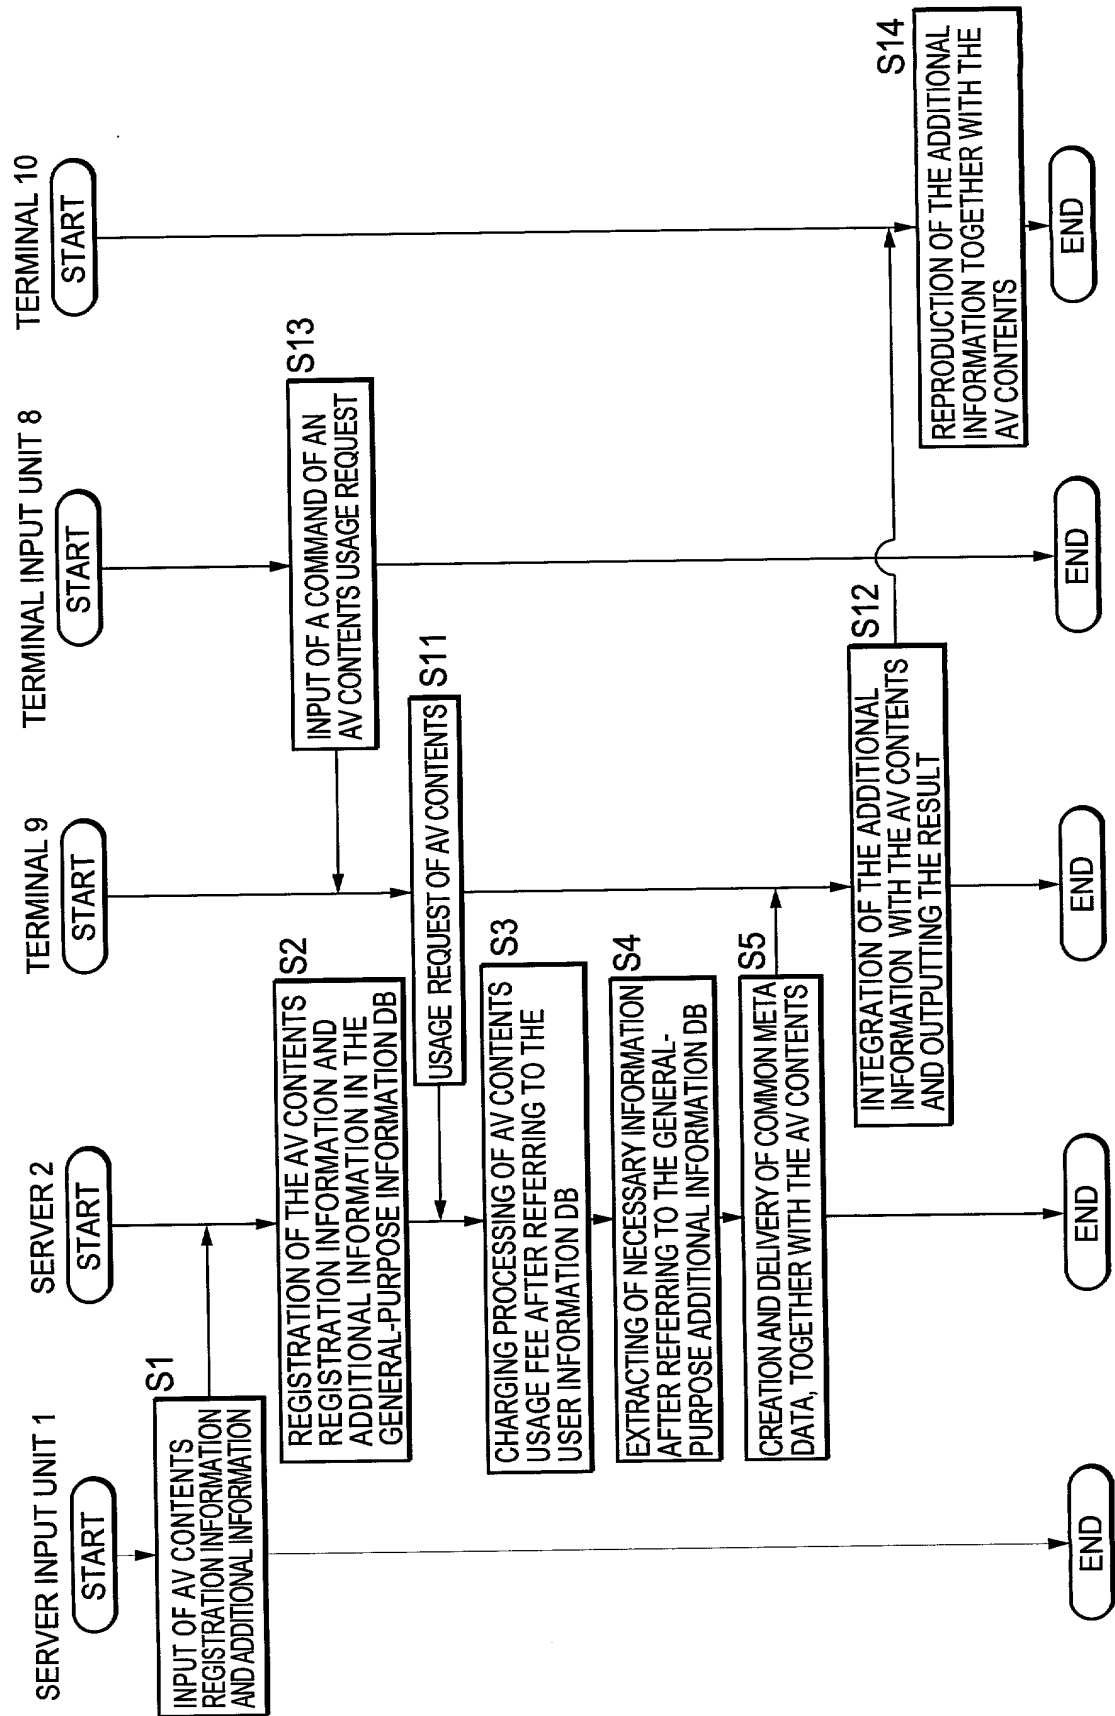 SERVER INPUT UNIT 1
START
S1
INPUT OF AV CONTENTS
REGISTRATION INFORMATION
AND ADDITIONAL INFORMATION
END
SERVER 2
START
S2
REGISTRATION OF THE AV CONTENTS
REGISTRATION INFORMATION AND
ADDITIONAL INFORMATION IN THE
GENERAL-PURPOSE INFORMATION DB
S3
CHARGING PROCESSING OF AV CONTENTS
USAGE FEE AFTER REFERRING TO THE
USER INFORMATION DB
S4
EXTRACTING OF NECESSARY INFORMATION
AFTER REFERRING TO THE GENERAL-
PURPOSE ADDITIONAL INFORMATION DB
S5
CREATION AND DELIVERY OF COMMON META
DATA, TOGETHER WITH THE AV CONTENTS
END
TERMINAL 9
START
S11
USAGE REQUEST OF AV CONTENTS
S12
INTEGRATION OF THE ADDITIONAL
INFORMATION WITH THE AV CONTENTS
AND OUTPUTTING THE RESULT
END
TERMINAL INPUT UNIT 8
START
S13
INPUT OF A COMMAND OF AN
AV CONTENTS USAGE REQUEST
END
TERMINAL 10
START
S14
REPRODUCTION OF THE ADDITIONAL
INFORMATION TOGETHER WITH THE
AV CONTENTS
END